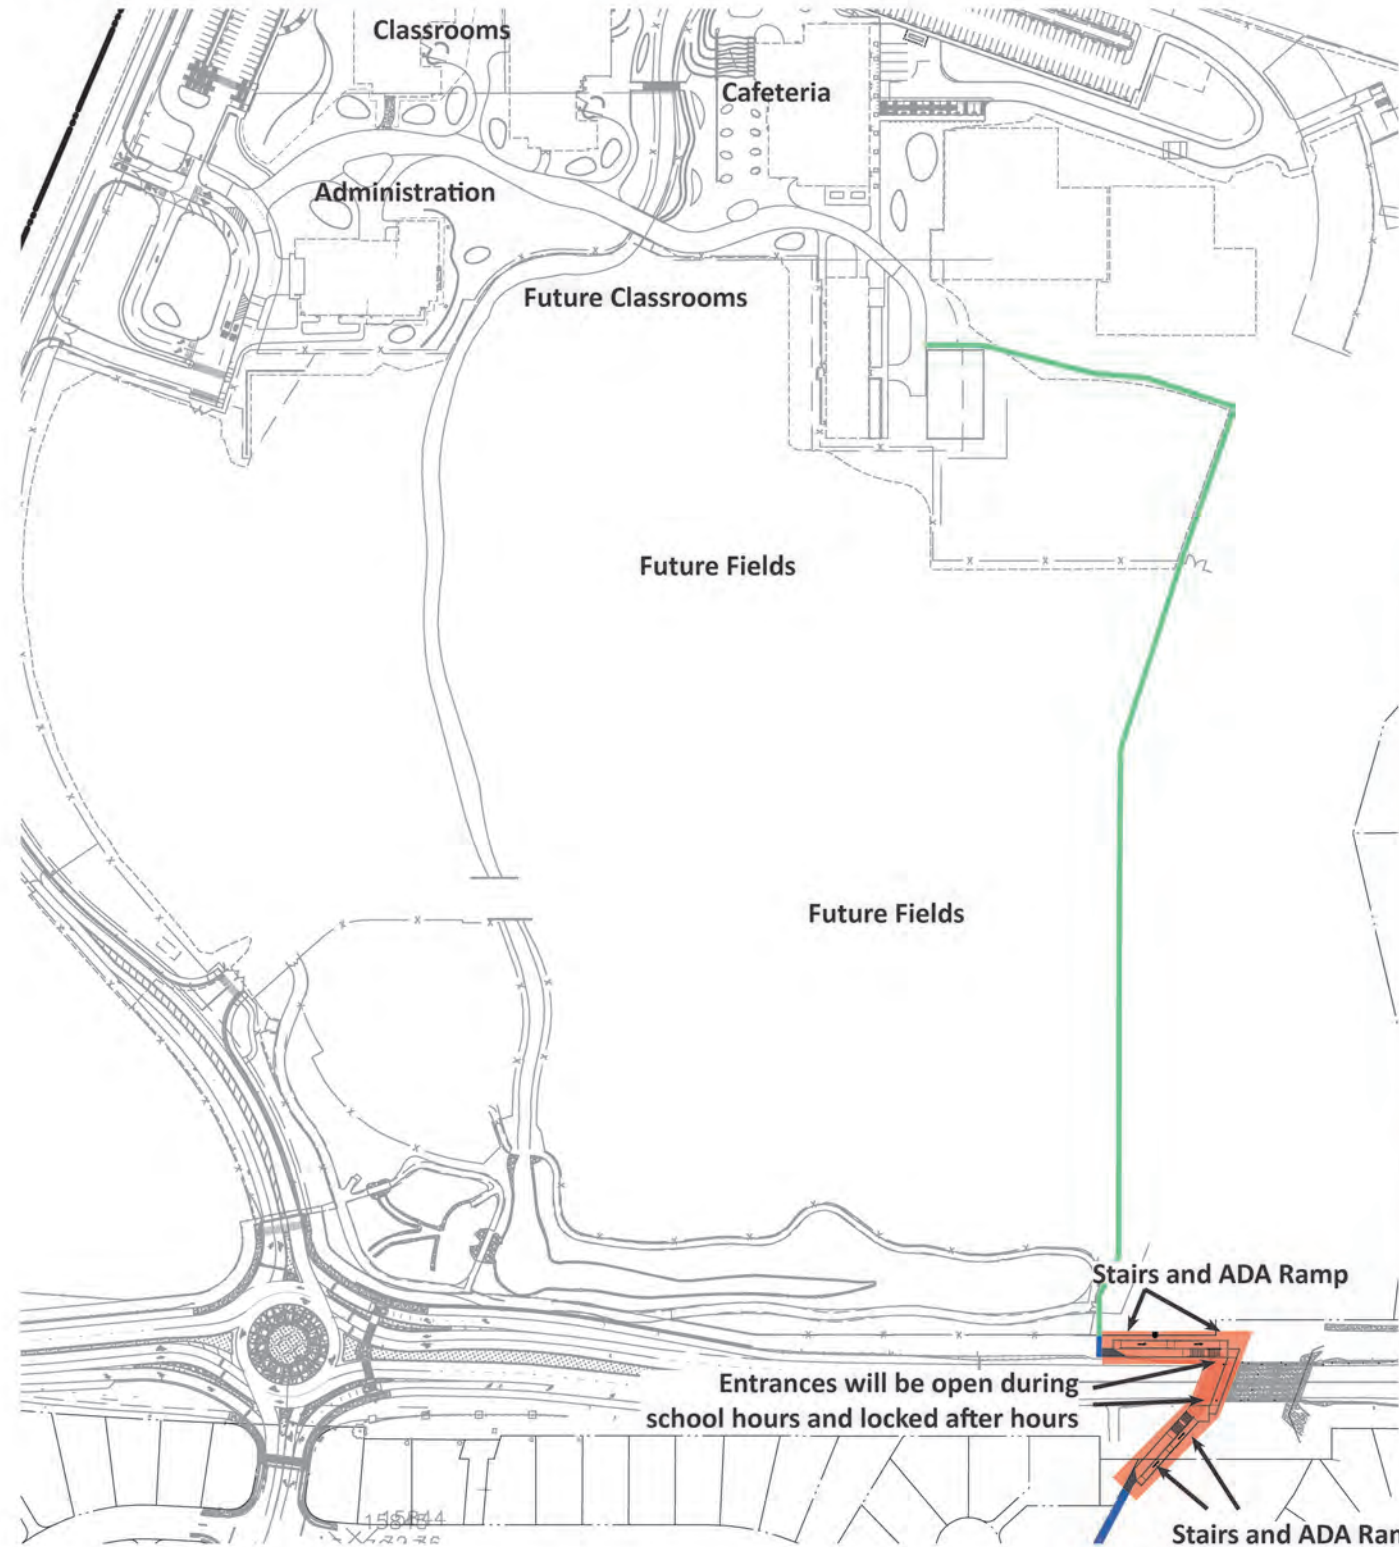 Classrooms
Cafeteria
Administration
Future Classrooms
Future Fields
Future Fields
Stairs and ADA Ramp
Entrances will be open during
school hours and locked after hours
Stairs and ADA Ran